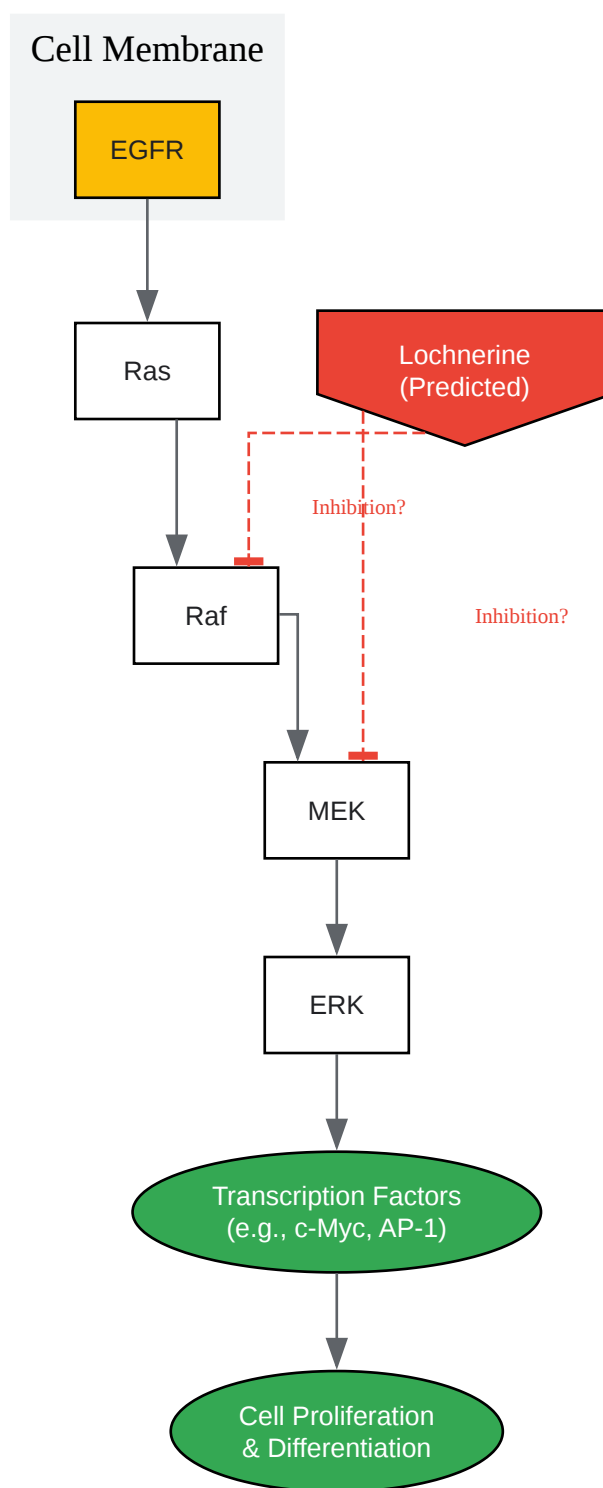 Cell Membrane
EGFR
Ras
Lochnerine
(Predicted)
Inhibition?
Raf
Inhibition?
MEK
ERK
Transcription Factors
(e.g., c-Myc, AP-1)
Cell Proliferation
& Differentiation